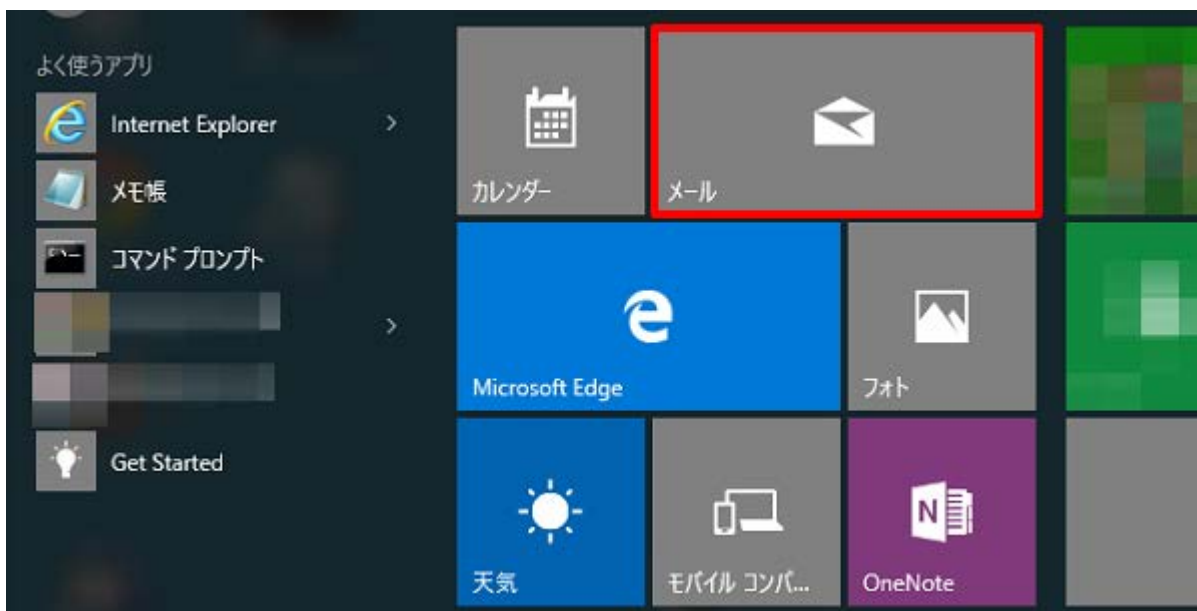 よく使うアプリ
Internet Explorer
メモ帳
コマンド プロンプト
Get Started
カレンダー
メール
Microsoft Edge
フォト
天気
モバイル コンパ...
OneNote